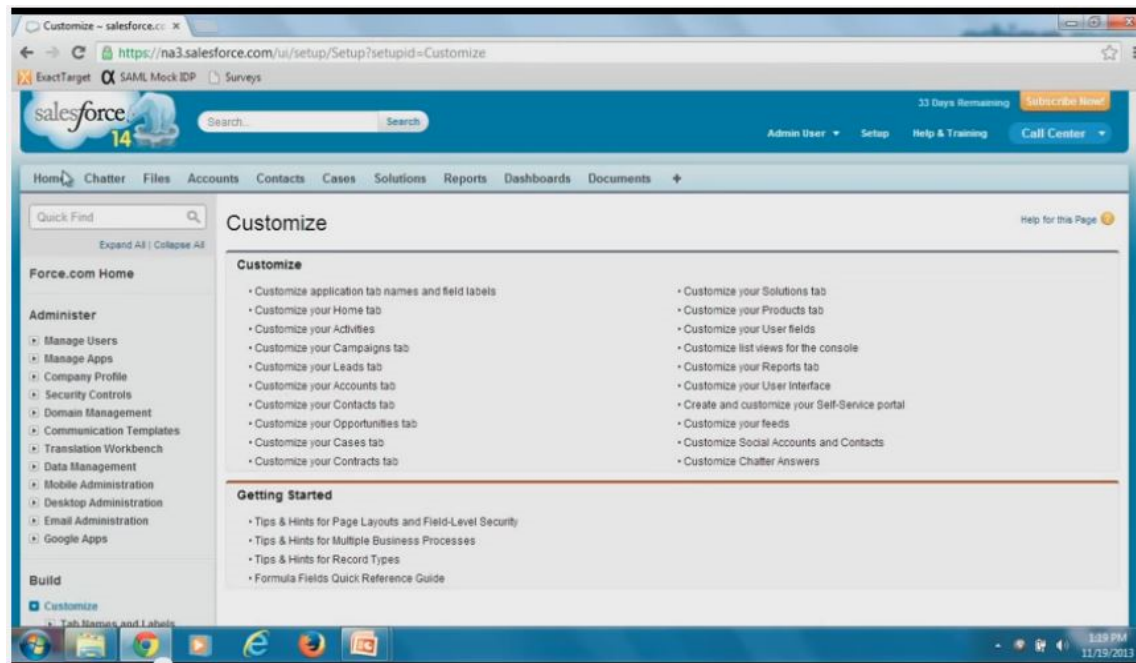 Customize ~ salesforce.c
https://na3.salesforce.com/ui/setup/Setup?setupid=Customize
ExactTarget SAML Mock IDP Surveys
salesforce
14
Search...
Search
33 Days Remaining
Subscribe Now!
Admin User
Setup
Help & Training
Call Center
Home Chatter Files Accounts Contacts Cases Solutions Reports Dashboards Documents +
Quick Find
Expand All | Collapse All
Force.com Home
Administer
Manage Users
Manage Apps
Company Profile
Security Controls
Domain Management
Communication Templates
Translation Workbench
Data Management
Mobile Administration
Desktop Administration
Email Administration
Google Apps
Build
Customize
Tab Names and Labels
Customize
Help for this Page
Customize
• Customize application tab names and field labels
• Customize your Home tab
• Customize your Activities
• Customize your Campaigns tab
• Customize your Leads tab
• Customize your Accounts tab
• Customize your Contacts tab
• Customize your Opportunities tab
• Customize your Cases tab
• Customize your Contracts tab
• Customize your Solutions tab
• Customize your Products tab
• Customize your User fields
• Customize list views for the console
• Customize your Reports tab
• Customize your User Interface
• Create and customize your Self-Service portal
• Customize your feeds
• Customize Social Accounts and Contacts
• Customize Chatter Answers
Getting Started
• Tips & Hints for Page Layouts and Field-Level Security
• Tips & Hints for Multiple Business Processes
• Tips & Hints for Record Types
• Formula Fields Quick Reference Guide
1:19 PM
11/19/2013